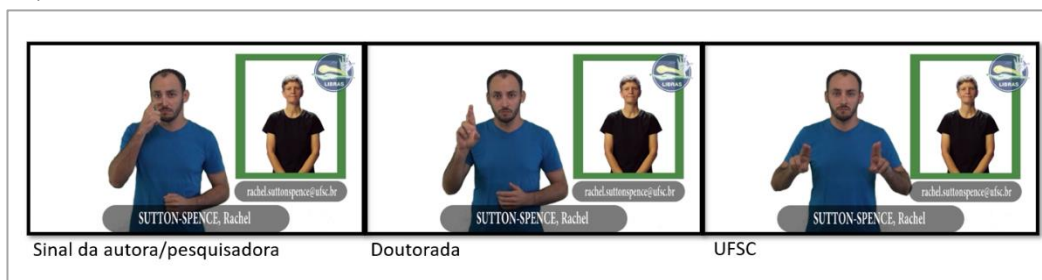 LIBRAS
rachel.suttonspence@ufsc.br
SUTTON-SPENCE, Rachel
Sinal da autora/pesquisadora
LIBRAS
rachel.suttonspence@ufsc.br
SUTTON-SPENCE, Rachel
Doutorada
LIBRAS
rachel.suttonspence@ufsc.br
SUTTON-SPENCE, Rachel
UFSC